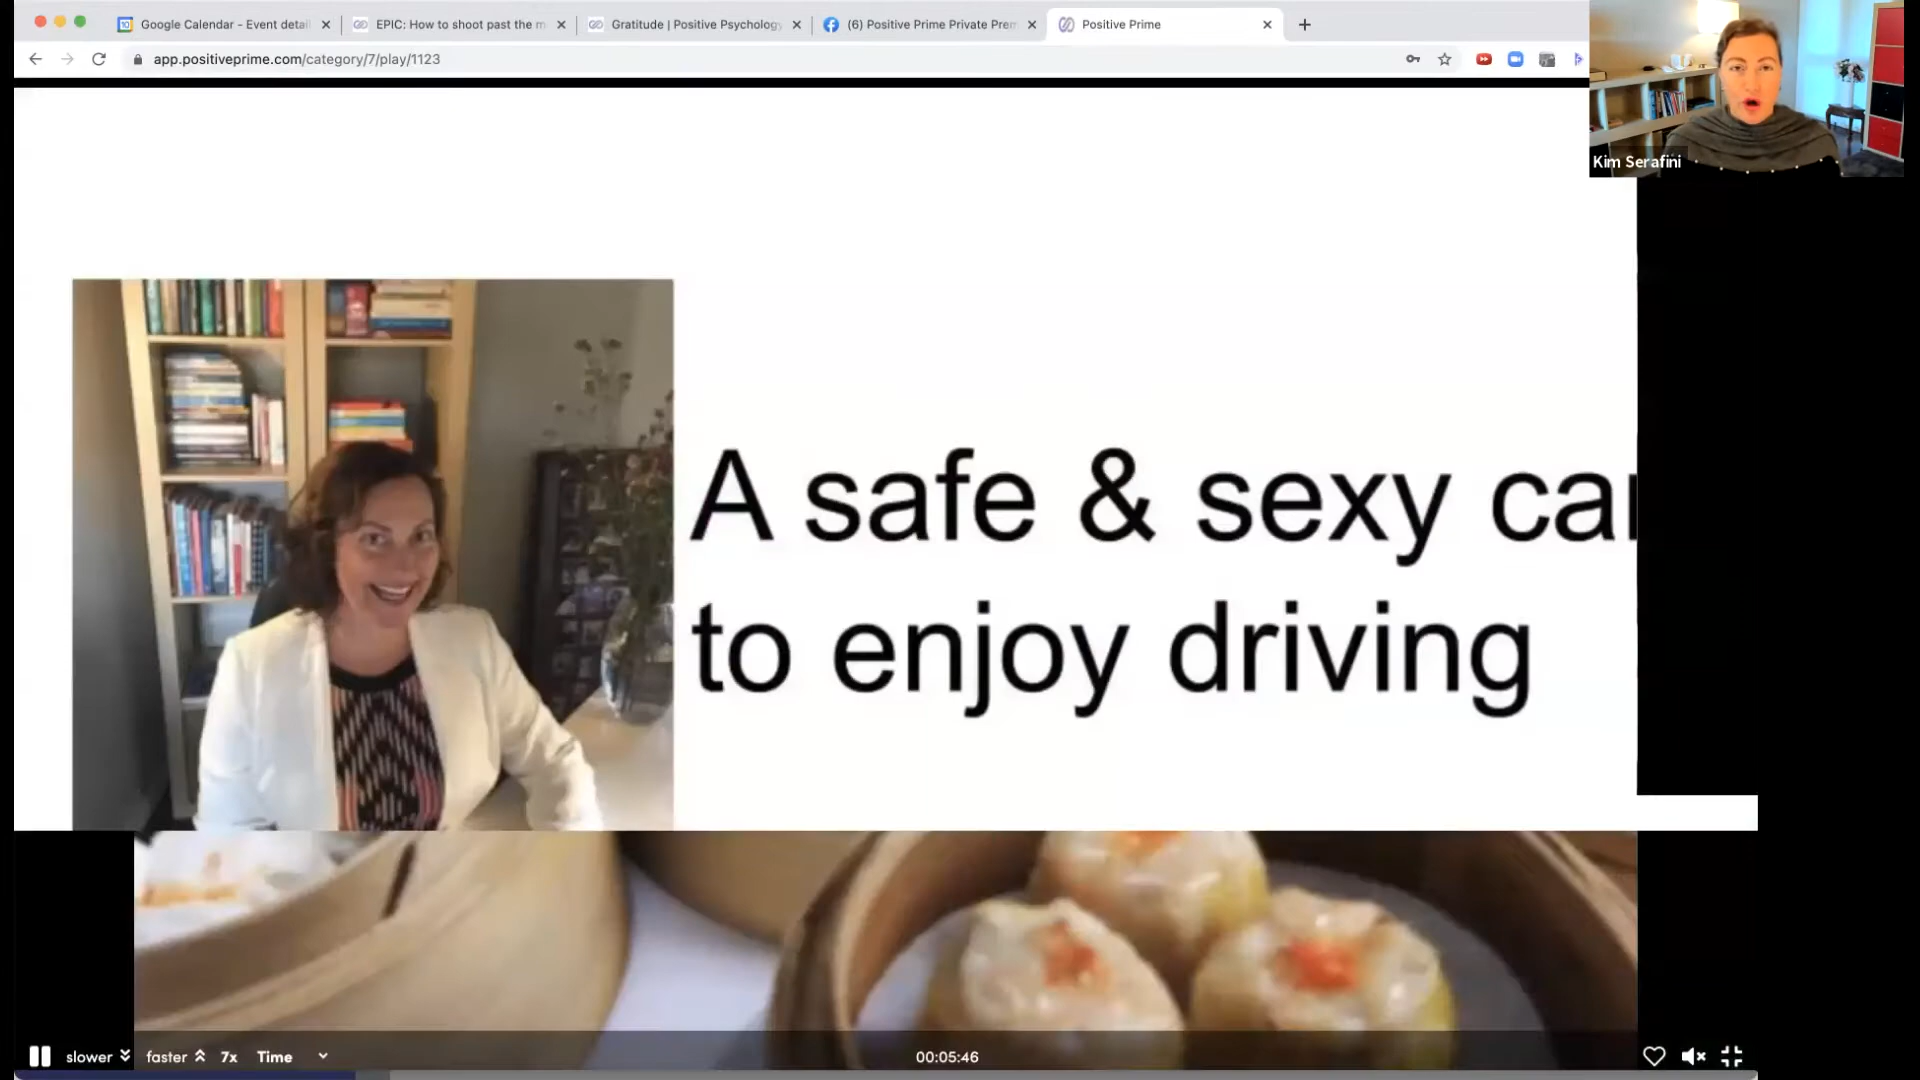 Google Calendar - Event detai
EPIC: How to shoot past the m
Gratitude | Positive Psychology
(6) Positive Prime Private Prem
Positive Prime
app.positiveprime.com/category/7/play/1123
Kim Serafini
A safe & sexy car
to enjoy driving
slower
faster
7x
Time
00:05:46